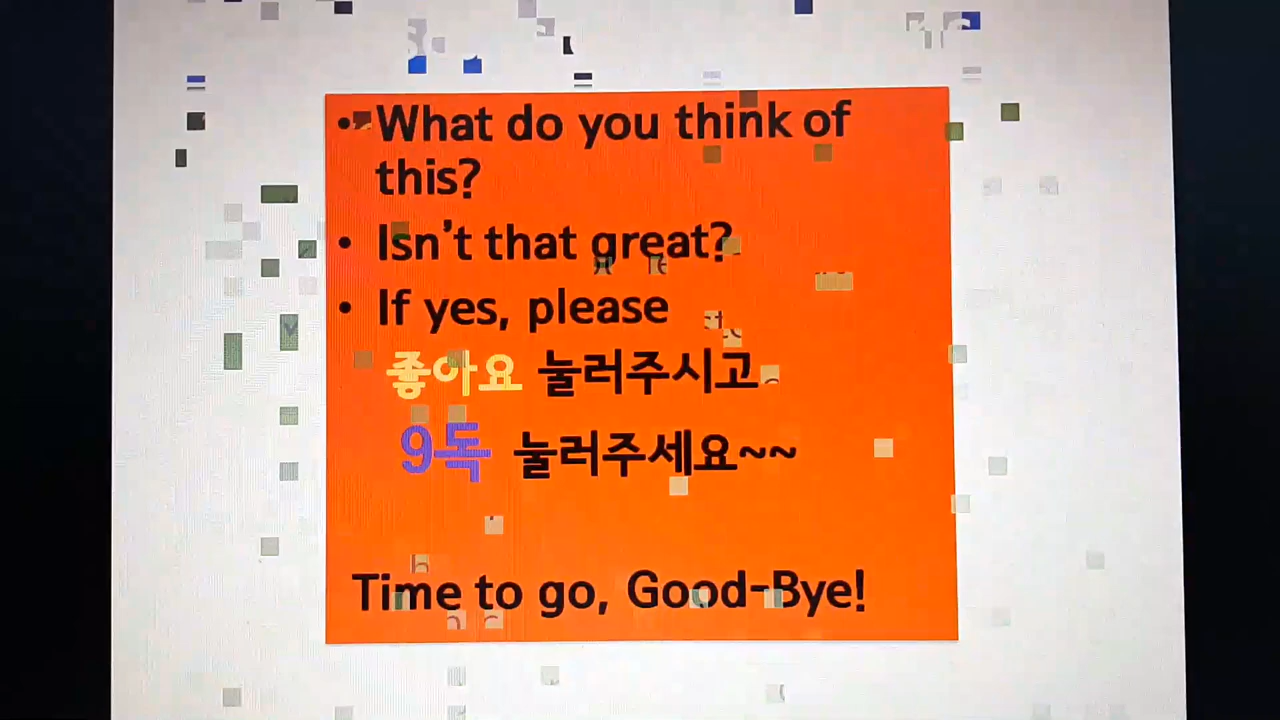 • What do you think of
this?
• Isn't that great?
• If yes, please
좋아요 눌러주시고
9독 눌러주세요~~
Time to go, Good-Bye!